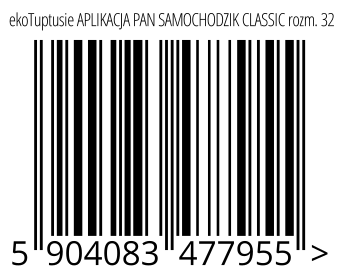 ekoTuptusie APLIKACJA PAN SAMOCHODZIK CLASSIC rozm. 32
5 904083 477955 >